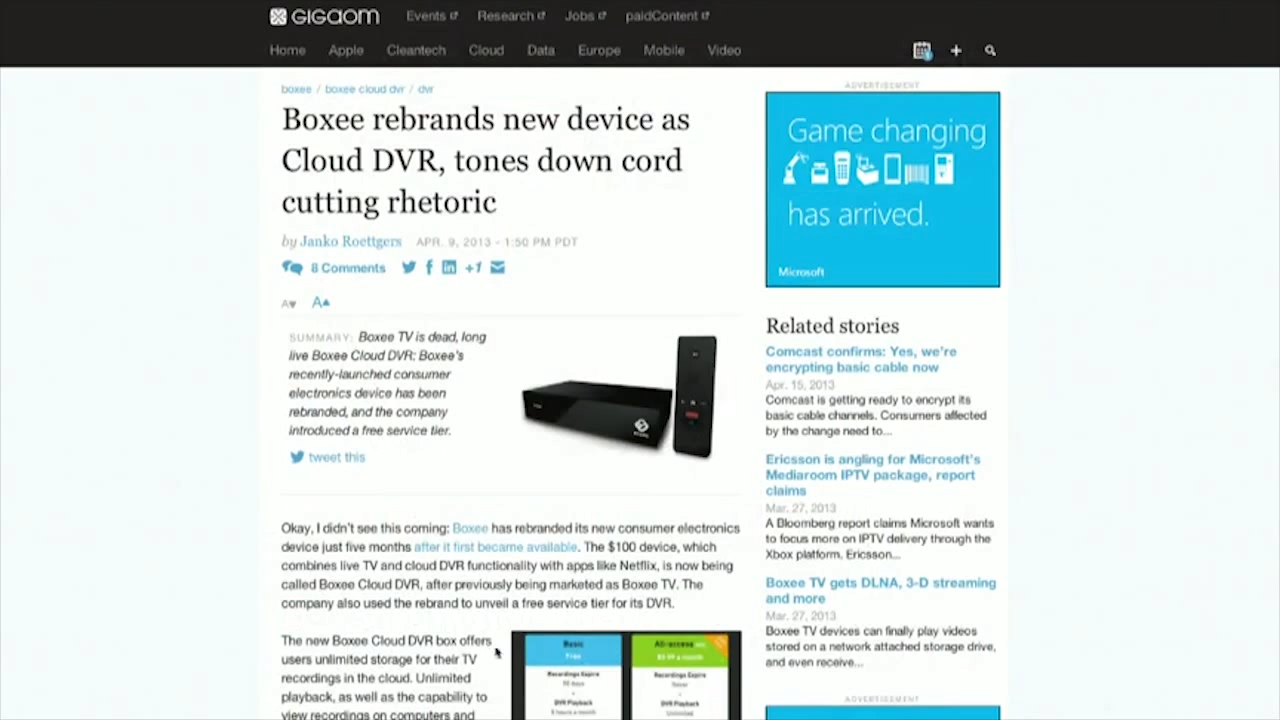 GIGAOM
Events Research Jobs paidContent
Home Apple Cleantech Cloud Data Europe Mobile Video
boxee / boxee cloud dvr / dvr
Boxee rebrands new device as
Cloud DVR, tones down cord
cutting rhetoric
by Janko Roettgers APR. 9, 2013 - 1:50 PM PDT
8 Comments +1
A A
SUMMARY: Boxee TV is dead, long
live Boxee Cloud DVR: Boxee's
recently-launched consumer
electronics device has been
rebranded, and the company
introduced a free service tier.
tweet this
Okay, I didn't see this coming: Boxee has rebranded its new consumer electronics
device just five months after it first became available. The $100 device, which
combines live TV and cloud DVR functionality with apps like Netflix, is now being
called Boxee Cloud DVR, after previously being marketed as Boxee TV. The
company also used the rebrand to unveil a free service tier for its DVR.
The new Boxee Cloud DVR box offers
users unlimited storage for their TV
recordings in the cloud. Unlimited
playback, as well as the capability to
view recordings on computers and
Basic
Free
Recordings Expire
DVR Playback
All-access
Recordings Expire
DVR Playback
Unlimited
ADVERTISEMENT
Game changing
has arrived.
Microsoft
Related stories
Comcast confirms: Yes, we're
encrypting basic cable now
Apr. 15, 2013
Comcast is getting ready to encrypt its
basic cable channels. Consumers affected
by the change need to...
Ericsson is angling for Microsoft's
Mediaroom IPTV package, report
claims
Mar. 27, 2013
A Bloomberg report claims Microsoft wants
to focus more on IPTV delivery through the
Xbox platform. Ericsson...
Boxee TV gets DLNA, 3-D streaming
and more
Mar. 27, 2013
Boxee TV devices can finally play videos
stored on a network attached storage drive,
and even receive...
ADVERTISEMENT